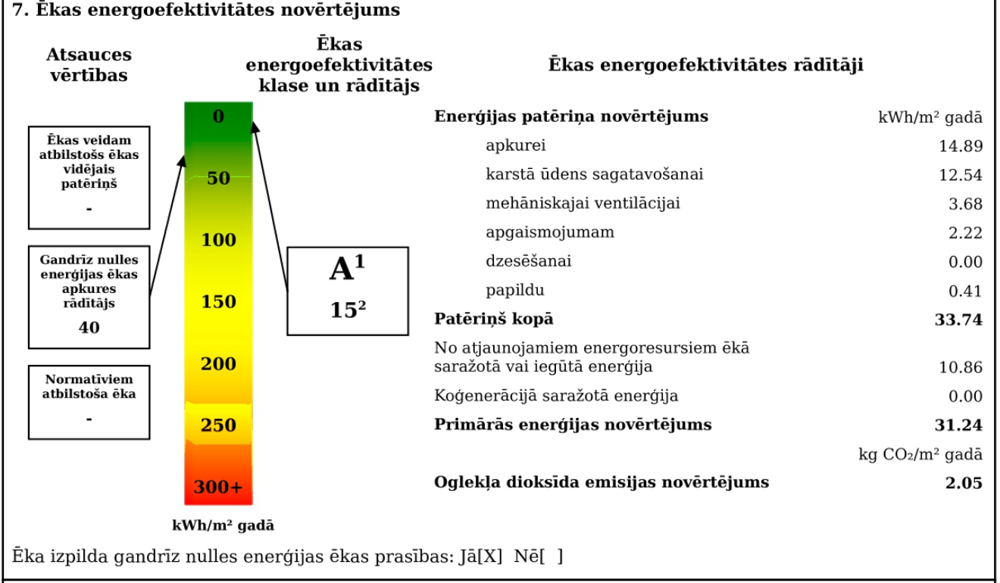 7. Ēkas energoefektivitātes novērtējums
Atsauces
vērtības
Ēkas
energoefektivitātes
klase un rādītājs
Ēkas energoefektivitātes rādītāji
Ēkas veidam
atbilstošs ēkas
vidējais
patēriņš
-
Gandrīz nulles
enerģijas ēkas
apkures
rādītājs
40
Normatīviem
atbilstoša ēka
-
0
50
100
150
200
250
300+
kWh/m² gadā
A¹
15²
Enerģijas patēriņa novērtējums kWh/m² gadā
apkurei 14.89
karstā ūdens sagatavošanai 12.54
mehāniskajai ventilācijai 3.68
apgaismojumam 2.22
dzesēšanai 0.00
papildu 0.41
Patēriņš kopā 33.74
No atjaunojamiem energoresursiem ēkā
saražotā vai iegūtā enerģija 10.86
Koģenerācijā saražotā enerģija 0.00
Primārās enerģijas novērtējums 31.24
kg CO₂/m² gadā
Oglekļa dioksīda emisijas novērtējums 2.05
Ēka izpilda gandrīz nulles enerģijas ēkas prasības: Jā[X] Nē[ ]